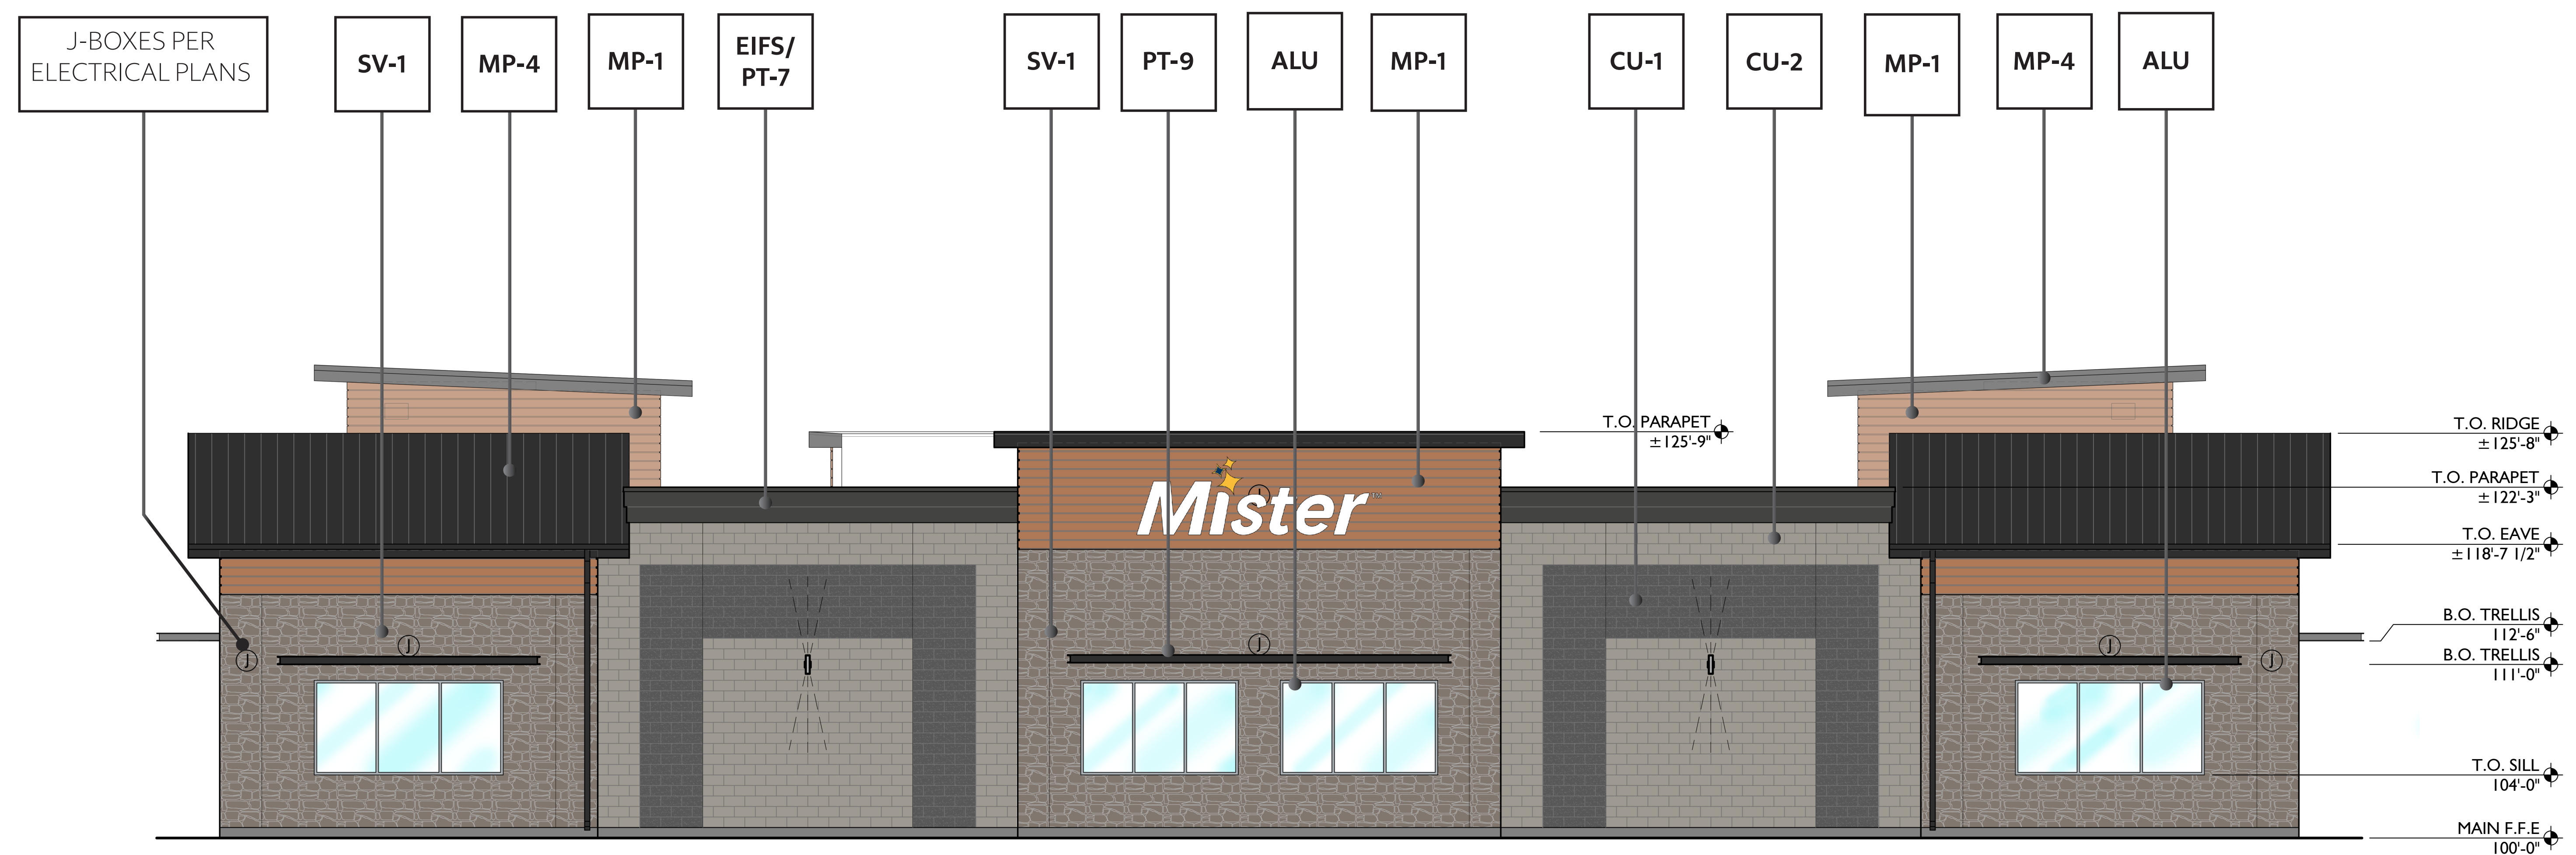 J-BOXES PER
ELECTRICAL PLANS
SV-1
MP-4
MP-1
EIFS/
PT-7
SV-1
PT-9
ALU
MP-1
CU-1
CU-2
MP-1
MP-4
ALU
T.O. PARAPET
±125'-9"
T.O. RIDGE
±125'-8"
T.O. PARAPET
±122'-3"
J
Mister™
T.O. EAVE
±118'-7 1/2"
B.O. TRELLIS
112'-6"
J
J
J
J
J
B.O. TRELLIS
111'-0"
T.O. SILL
104'-0"
MAIN F.F.E
100'-0"